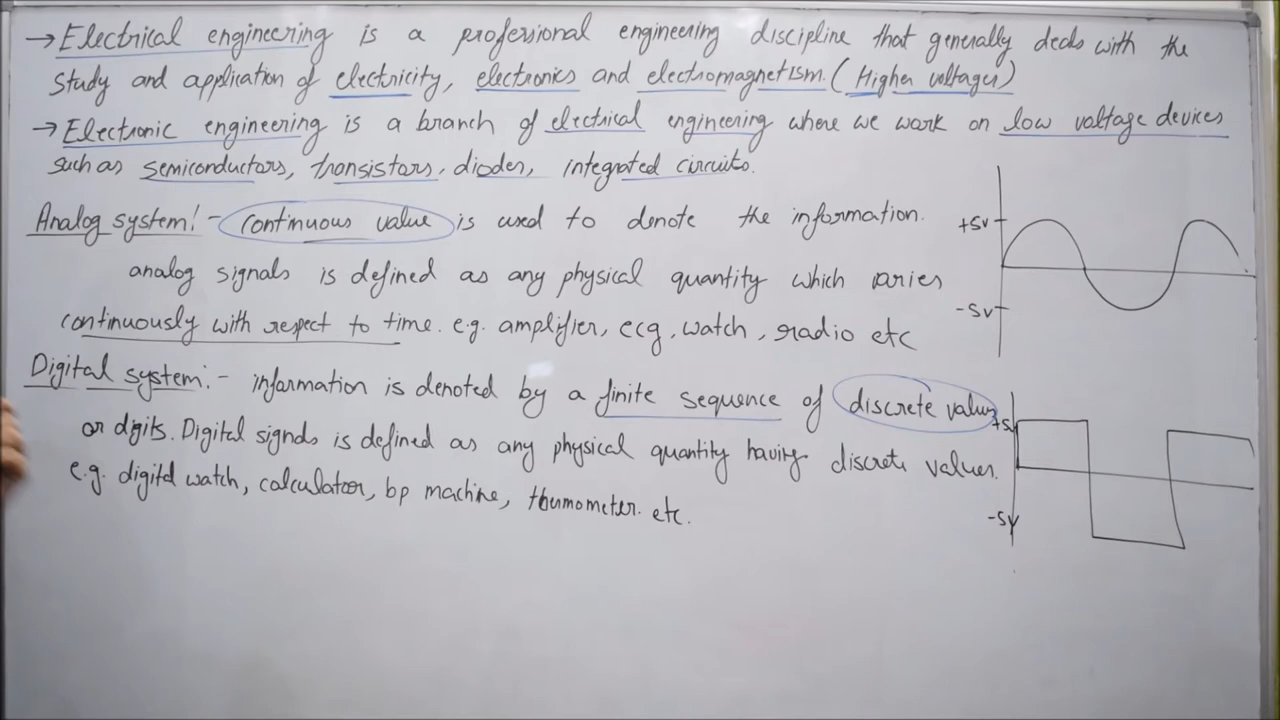 → Electrical engineering is a professional engineering discipline that generally deals with the
study and application of electricity, electronics and electromagnetism. (Higher voltages)
→ Electronic engineering is a branch of electrical engineering where we work on low voltage devices
such as semiconductors, transistors, diodes, integrated circuits.
Analog system:- continuous value is used to denote the information.
analog signals is defined as any physical quantity which varies
continuously with respect to time. e.g. amplifier, ecg, watch, radio etc
+5v
-5v
Digital system:- information is denoted by a finite sequence of discrete values
or digits. Digital signals is defined as any physical quantity having discrete values.
e.g. digital watch, calculator, bp machine, thermometer. etc.
+5v
-5v